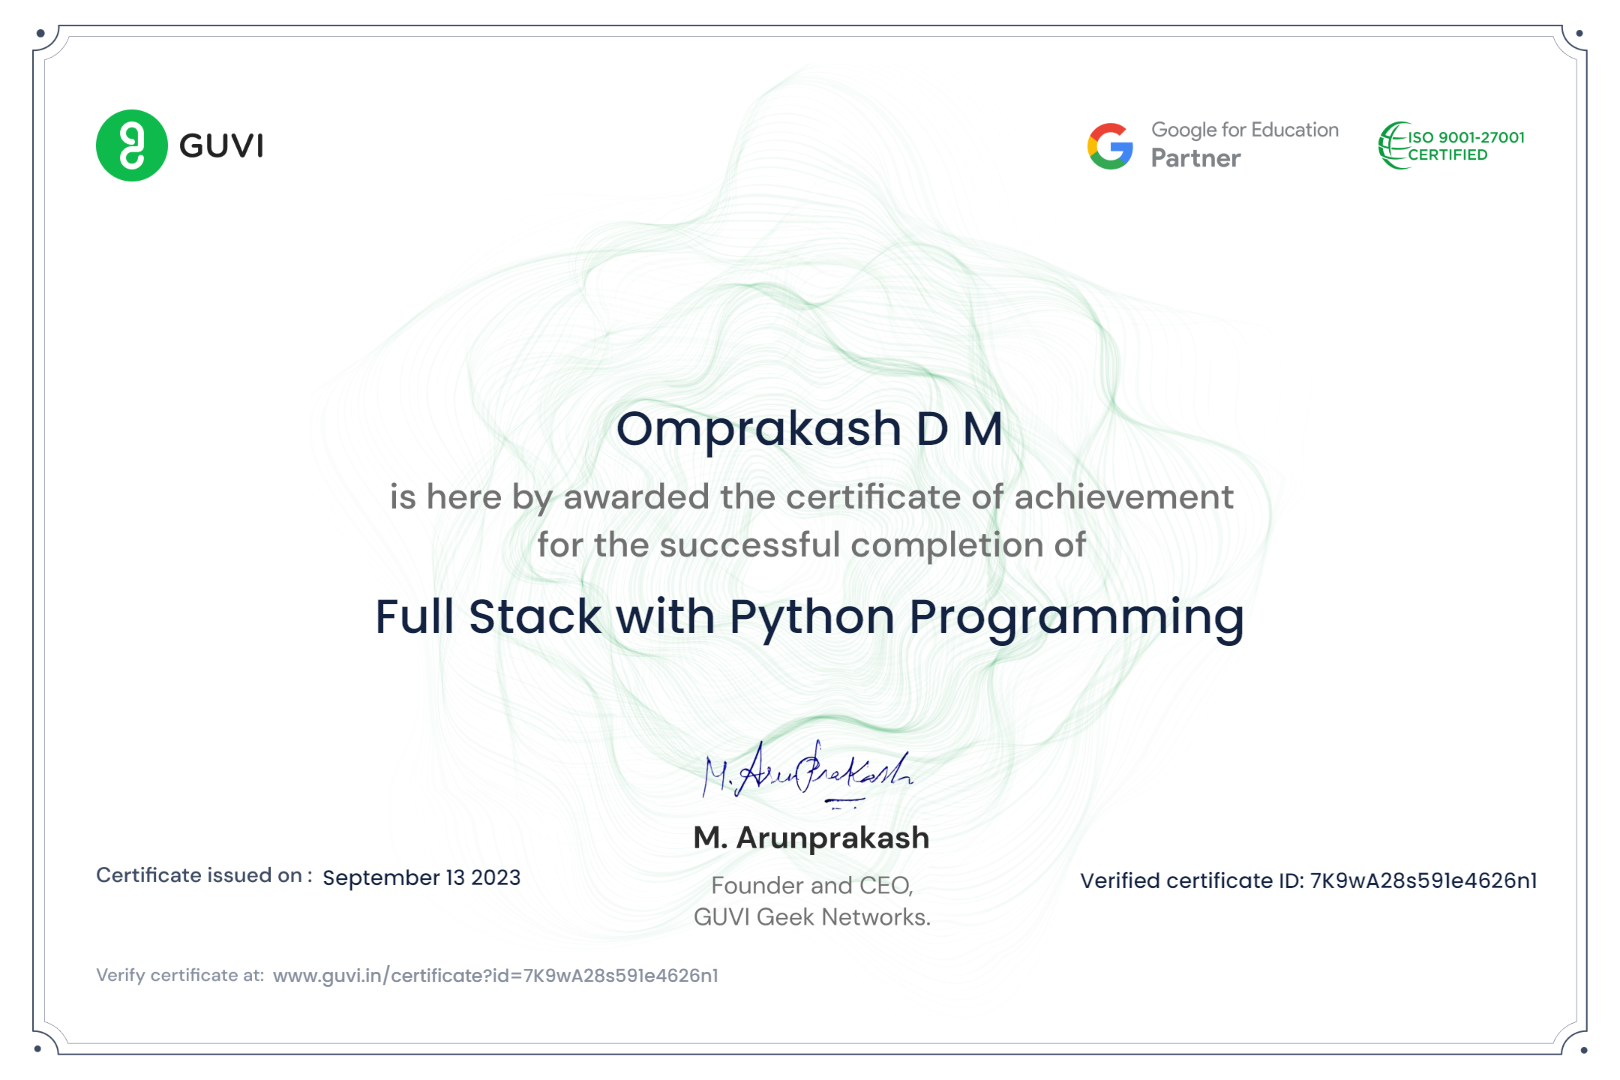 GUVI
Google for Education
Partner
ISO 9001-27001
CERTIFIED
Omprakash D M
is here by awarded the certificate of achievement
for the successful completion of
Full Stack with Python Programming
M. Arunprakash
M. Arunprakash
Founder and CEO,
GUVI Geek Networks.
Certificate issued on : September 13 2023
Verified certificate ID: 7K9wA28s591e4626n1
Verify certificate at: www.guvi.in/certificate?id=7K9wA28s591e4626n1